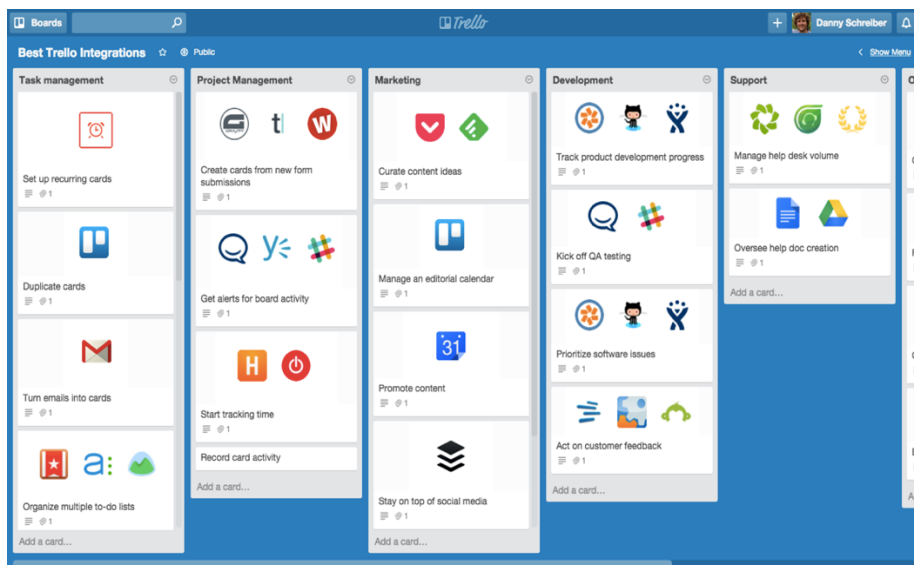 Boards
Trello
+
Danny Schreiber
Best Trello Integrations
Public
Show Menu
Task management
Set up recurring cards
1
Duplicate cards
1
Turn emails into cards
1
a:
Organize multiple to-do lists
1
Add a card...
Project Management
t
W
Create cards from new form
submissions
1
Get alerts for board activity
1
H
Start tracking time
1
Record card activity
Add a card...
Marketing
Curate content ideas
1
Manage an editorial calendar
1
31
Promote content
1
Stay on top of social media
1
Add a card...
Development
Track product development progress
1
Kick off QA testing
1
Prioritize software issues
1
Act on customer feedback
1
Add a card...
Support
Manage help desk volume
1
Oversee help doc creation
1
Add a card...